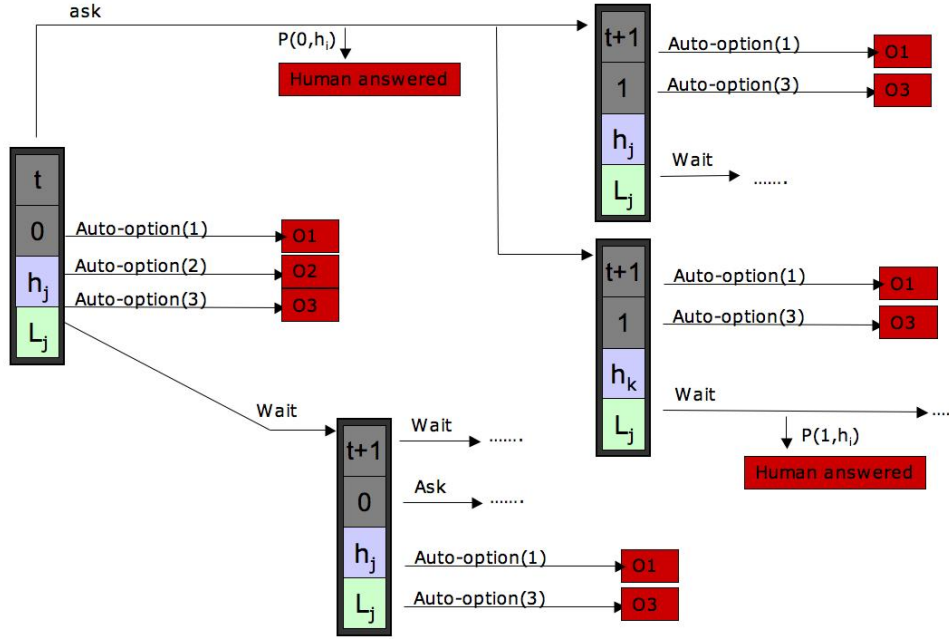 ask
P(0,hi)
Human answered
t
0
hj
Lj
Auto-option(1)
O1
Auto-option(2)
O2
Auto-option(3)
O3
t+1
1
hj
Lj
Auto-option(1)
O1
Auto-option(3)
O3
Wait
.......
t+1
1
hk
Lj
Auto-option(1)
O1
Auto-option(3)
O3
Wait
....
P(1,hi)
Human answered
Wait
t+1
0
hj
Lj
Wait
.......
Ask
.......
Auto-option(1)
O1
Auto-option(3)
O3